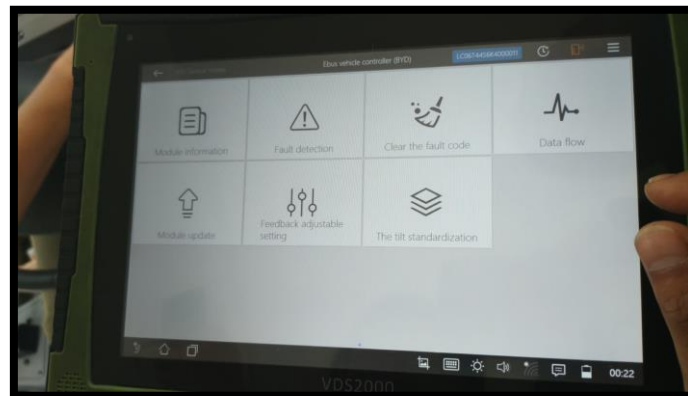 Ebus vehicle controller (BYD)
Module information
Fault detection
Clear the fault code
Data flow
Module update
Feedback adjustable
setting
The tilt standardization
00:22
VDS2000